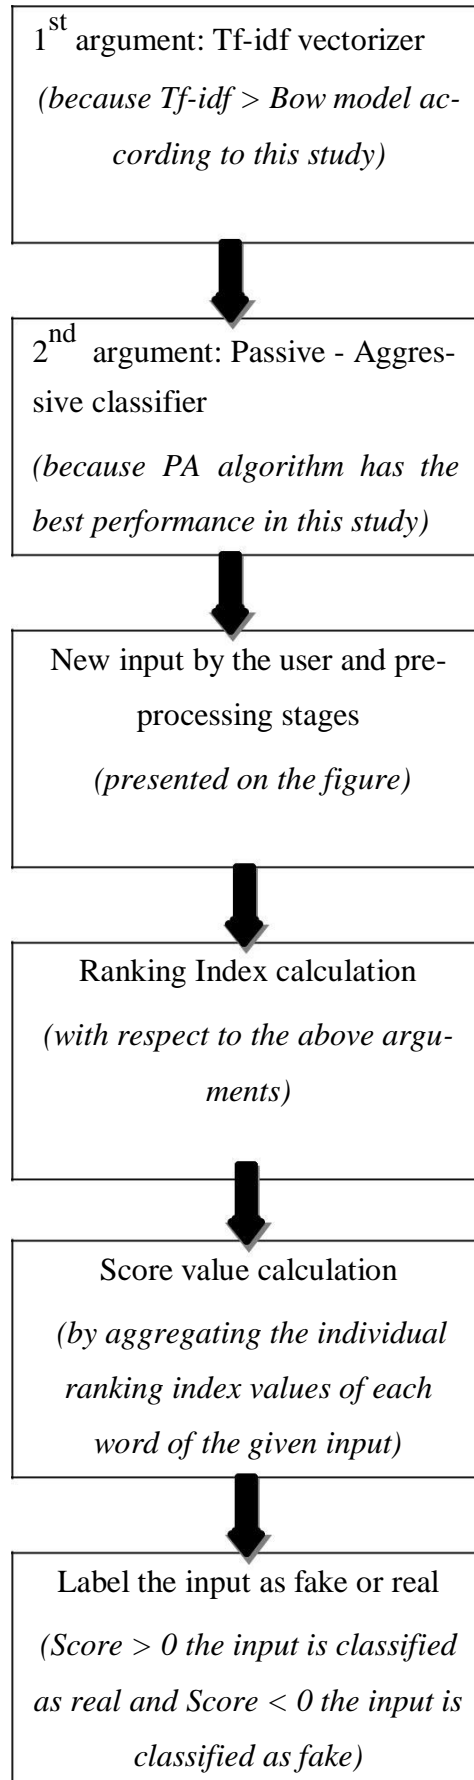 1st argument: Tf-idf vectorizer
(because Tf-idf > Bow model ac-
cording to this study)
2nd argument: Passive - Aggres-
sive classifier
(because PA algorithm has the
best performance in this study)
New input by the user and pre-
processing stages
(presented on the figure)
Ranking Index calculation
(with respect to the above argu-
ments)
Score value calculation
(by aggregating the individual
ranking index values of each
word of the given input)
Label the input as fake or real
(Score > 0 the input is classified
as real and Score < 0 the input is
classified as fake)